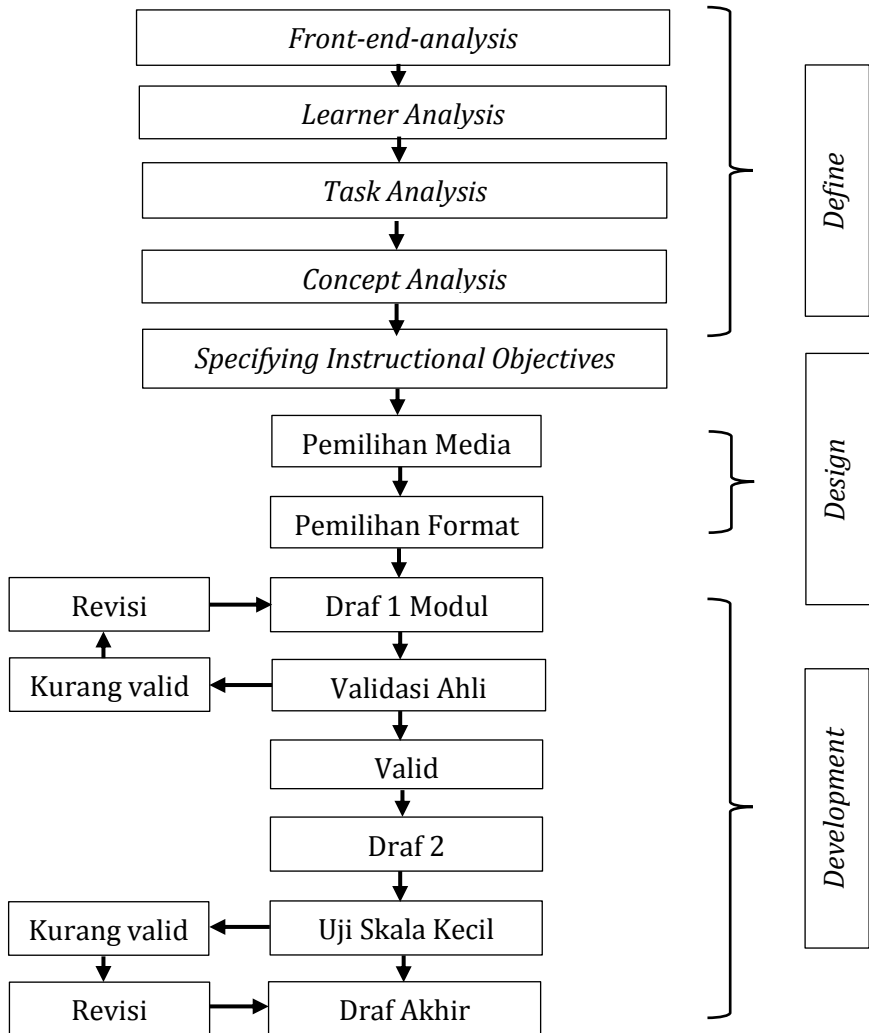 Front-end-analysis
Learner Analysis
Task Analysis
Concept Analysis
Specifying Instructional Objectives
Define
Pemilihan Media
Pemilihan Format
Design
Revisi
Draf 1 Modul
Kurang valid
Validasi Ahli
Valid
Draf 2
Kurang valid
Uji Skala Kecil
Revisi
Draf Akhir
Development